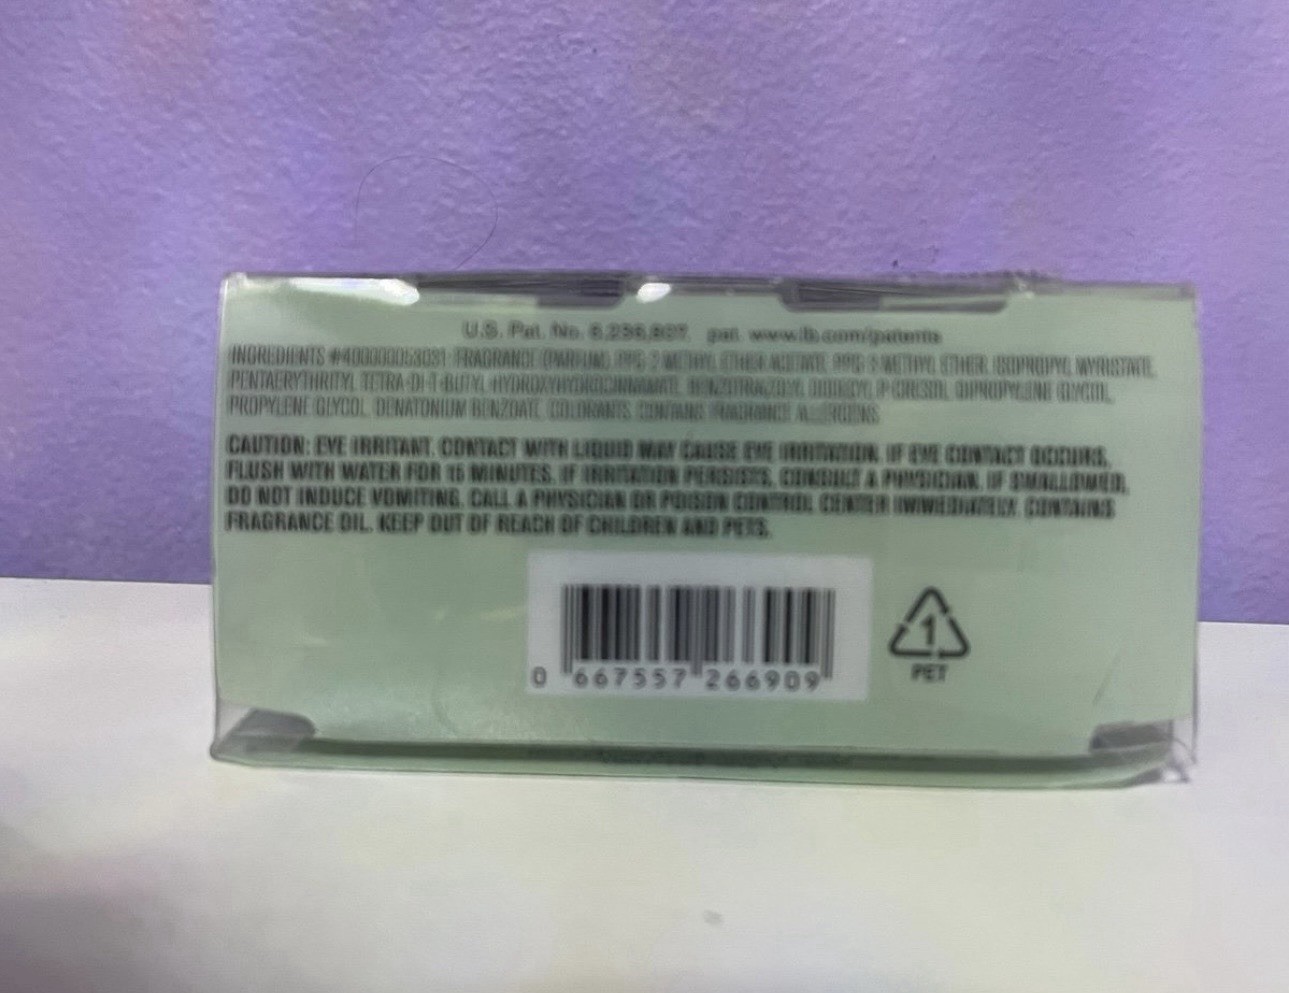 U.S. Pat. No. 6,236,807. pat. www.lb.com/patents
INGREDIENTS #400000053031: FRAGRANCE (PARFUM), PPG-2 METHYL ETHER ACETATE, PPG-2 METHYL ETHER, ISOPROPYL MYRISTATE,
PENTAERYTHRITYL TETRA-DI-T-BUTYL HYDROXYHYDROCINNAMATE, BENZOTRIAZOLYL DODECYL P-CRESOL, DIPROPYLENE GLYCOL,
PROPYLENE GLYCOL, DENATONIUM BENZOATE, COLORANTS. CONTAINS FRAGRANCE ALLERGENS.
CAUTION: EYE IRRITANT. CONTACT WITH LIQUID MAY CAUSE EYE IRRITATION. IF EYE CONTACT OCCURS,
FLUSH WITH WATER FOR 15 MINUTES. IF IRRITATION PERSISTS, CONSULT A PHYSICIAN. IF SWALLOWED,
DO NOT INDUCE VOMITING. CALL A PHYSICIAN OR POISON CONTROL CENTER IMMEDIATELY. CONTAINS
FRAGRANCE OIL. KEEP OUT OF REACH OF CHILDREN AND PETS.
0 667557 266909
1
PET